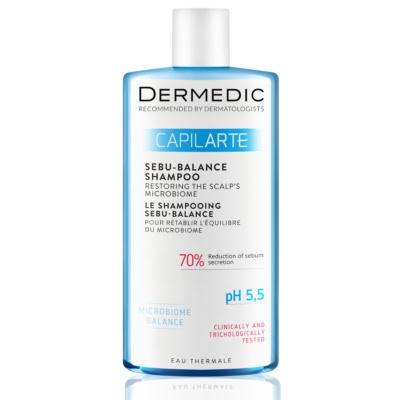 DERMEDIC
RECOMMENDED BY DERMATOLOGISTS
CAPILARTE
SEBU-BALANCE
SHAMPOO
RESTORING THE SCALP'S
MICROBIOME
LE SHAMPOOING
SEBU-BALANCE
POUR RÉTABLIR L'ÉQUILIBRE
DU MICROBIOME
70% Reduction of sebum
secretion
pH 5,5
MICROBIOME
BALANCE
CLINICALLY AND
TRICHOLOGICALLY
TESTED
EAU THERMALE